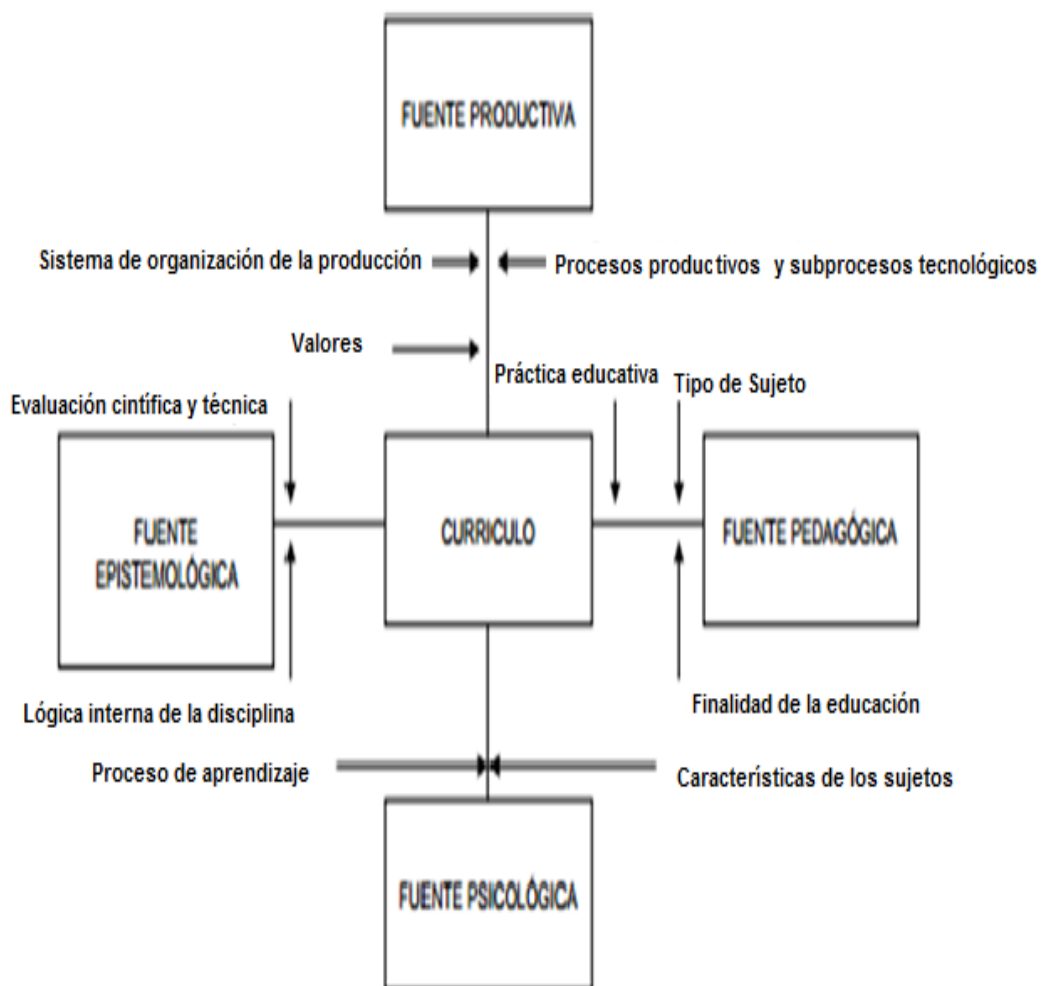 FUENTE PRODUCTIVA
Sistema de organización de la producción
Procesos productivos y subprocesos tecnológicos
Valores
Práctica educativa
Tipo de Sujeto
Evaluación cintífica y técnica
FUENTE
EPISTEMOLÓGICA
CURRICULO
FUENTE PEDAGÓGICA
Lógica interna de la disciplina
Finalidad de la educación
Proceso de aprendizaje
Característícas de los sujetos
FUENTE PSICOLÓGICA